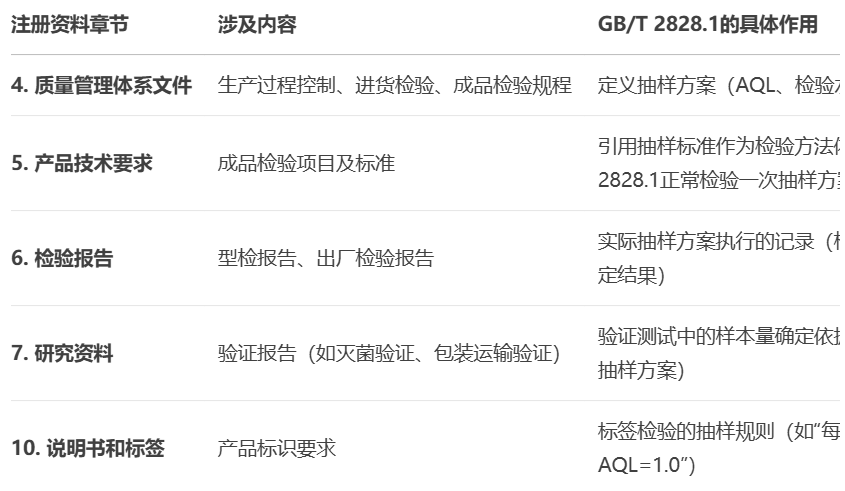 注册资料章节 涉及内容 GB/T 2828.1的具体作用
4. 质量管理体系文件 生产过程控制、进货检验、成品检验规程 定义抽样方案（AQL、检验
5. 产品技术要求 成品检验项目及标准 引用抽样标准作为检验方法
2828.1正常检验一次抽样方
6. 检验报告 型检报告、出厂检验报告 实际抽样方案执行的记录（
定结果）
7. 研究资料 验证报告（如灭菌验证、包装运输验证） 验证测试中的样本量确定依
抽样方案）
10. 说明书和标签 产品标识要求 标签检验的抽样规则（如“每
AQL=1.0”）